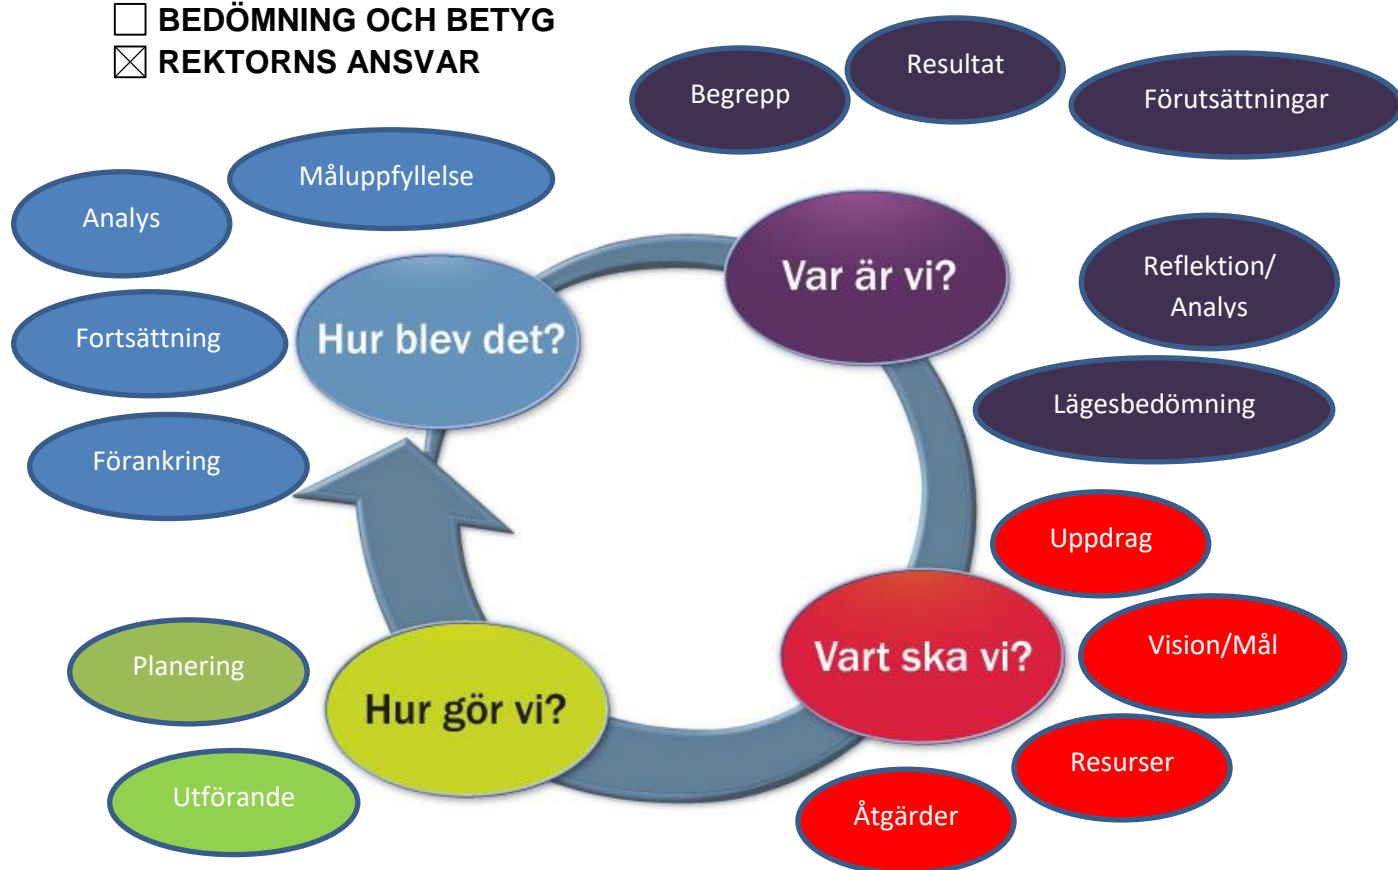 BEDÖMNING OCH BETYG
REKTORNS ANSVAR
Begrepp
Resultat
Förutsättningar
Måluppfyllelse
Analys
Var är vi?
Reflektion/
Analys
Hur blev det?
Fortsättning
Lägesbedömning
Förankring
Uppdrag
Vart ska vi?
Vision/Mål
Planering
Hur gör vi?
Resurser
Utförande
Åtgärder